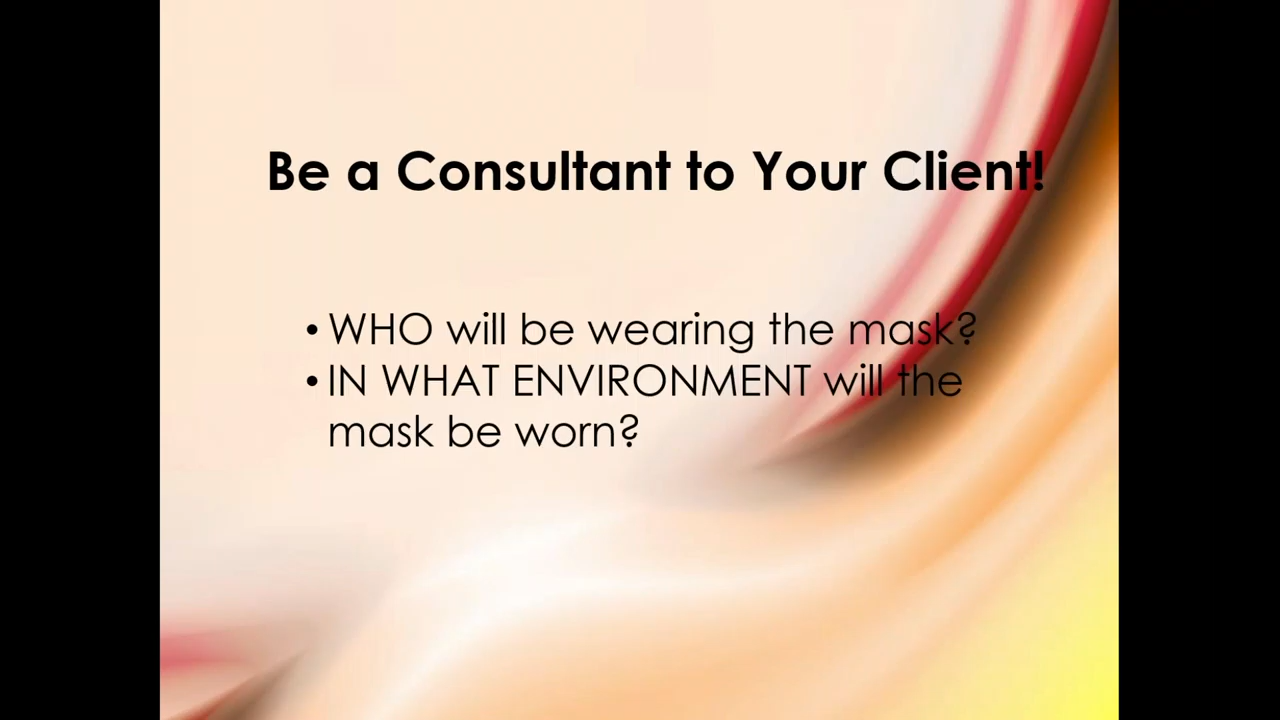 Be a Consultant to Your Client!
• WHO will be wearing the mask?
• IN WHAT ENVIRONMENT will the
mask be worn?